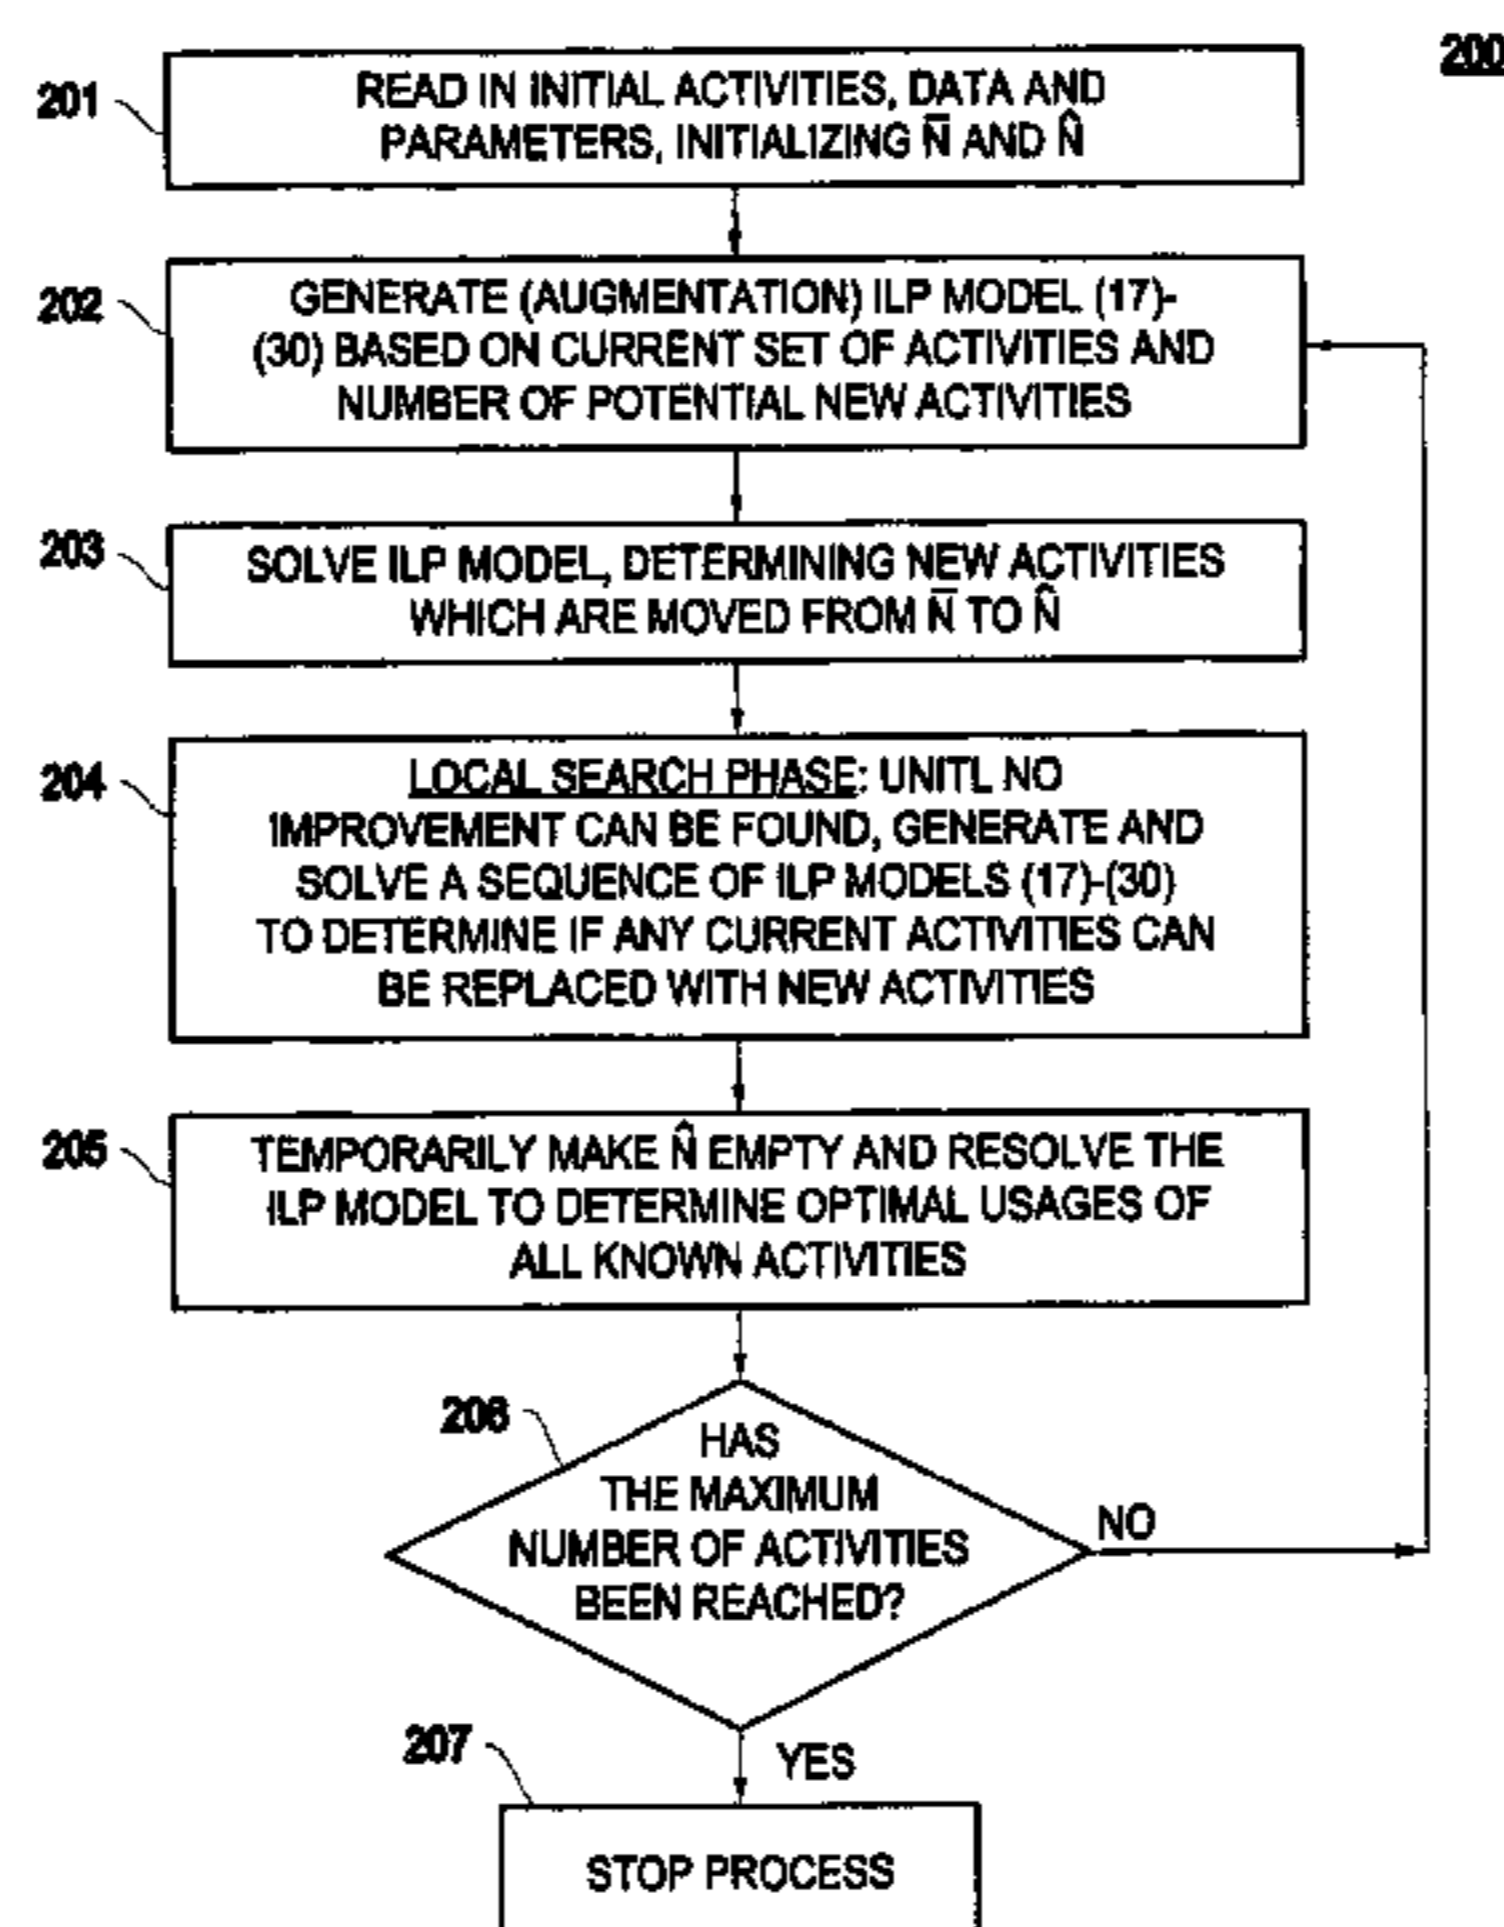 200
201
READ IN INITIAL ACTIVITIES, DATA AND
PARAMETERS, INITIALIZING N̄ AND N̂
202
GENERATE (AUGMENTATION) ILP MODEL (17)-
(30) BASED ON CURRENT SET OF ACTIVITIES AND
NUMBER OF POTENTIAL NEW ACTIVITIES
203
SOLVE ILP MODEL, DETERMINING NEW ACTIVITIES
WHICH ARE MOVED FROM N̄ TO N̂
204
LOCAL SEARCH PHASE: UNITL NO
IMPROVEMENT CAN BE FOUND, GENERATE AND
SOLVE A SEQUENCE OF ILP MODELS (17)-(30)
TO DETERMINE IF ANY CURRENT ACTIVITIES CAN
BE REPLACED WITH NEW ACTIVITIES
205
TEMPORARILY MAKE N̂ EMPTY AND RESOLVE THE
ILP MODEL TO DETERMINE OPTIMAL USAGES OF
ALL KNOWN ACTIVITIES
206
HAS
THE MAXIMUM
NUMBER OF ACTIVITIES
BEEN REACHED?
NO
YES
207
STOP PROCESS